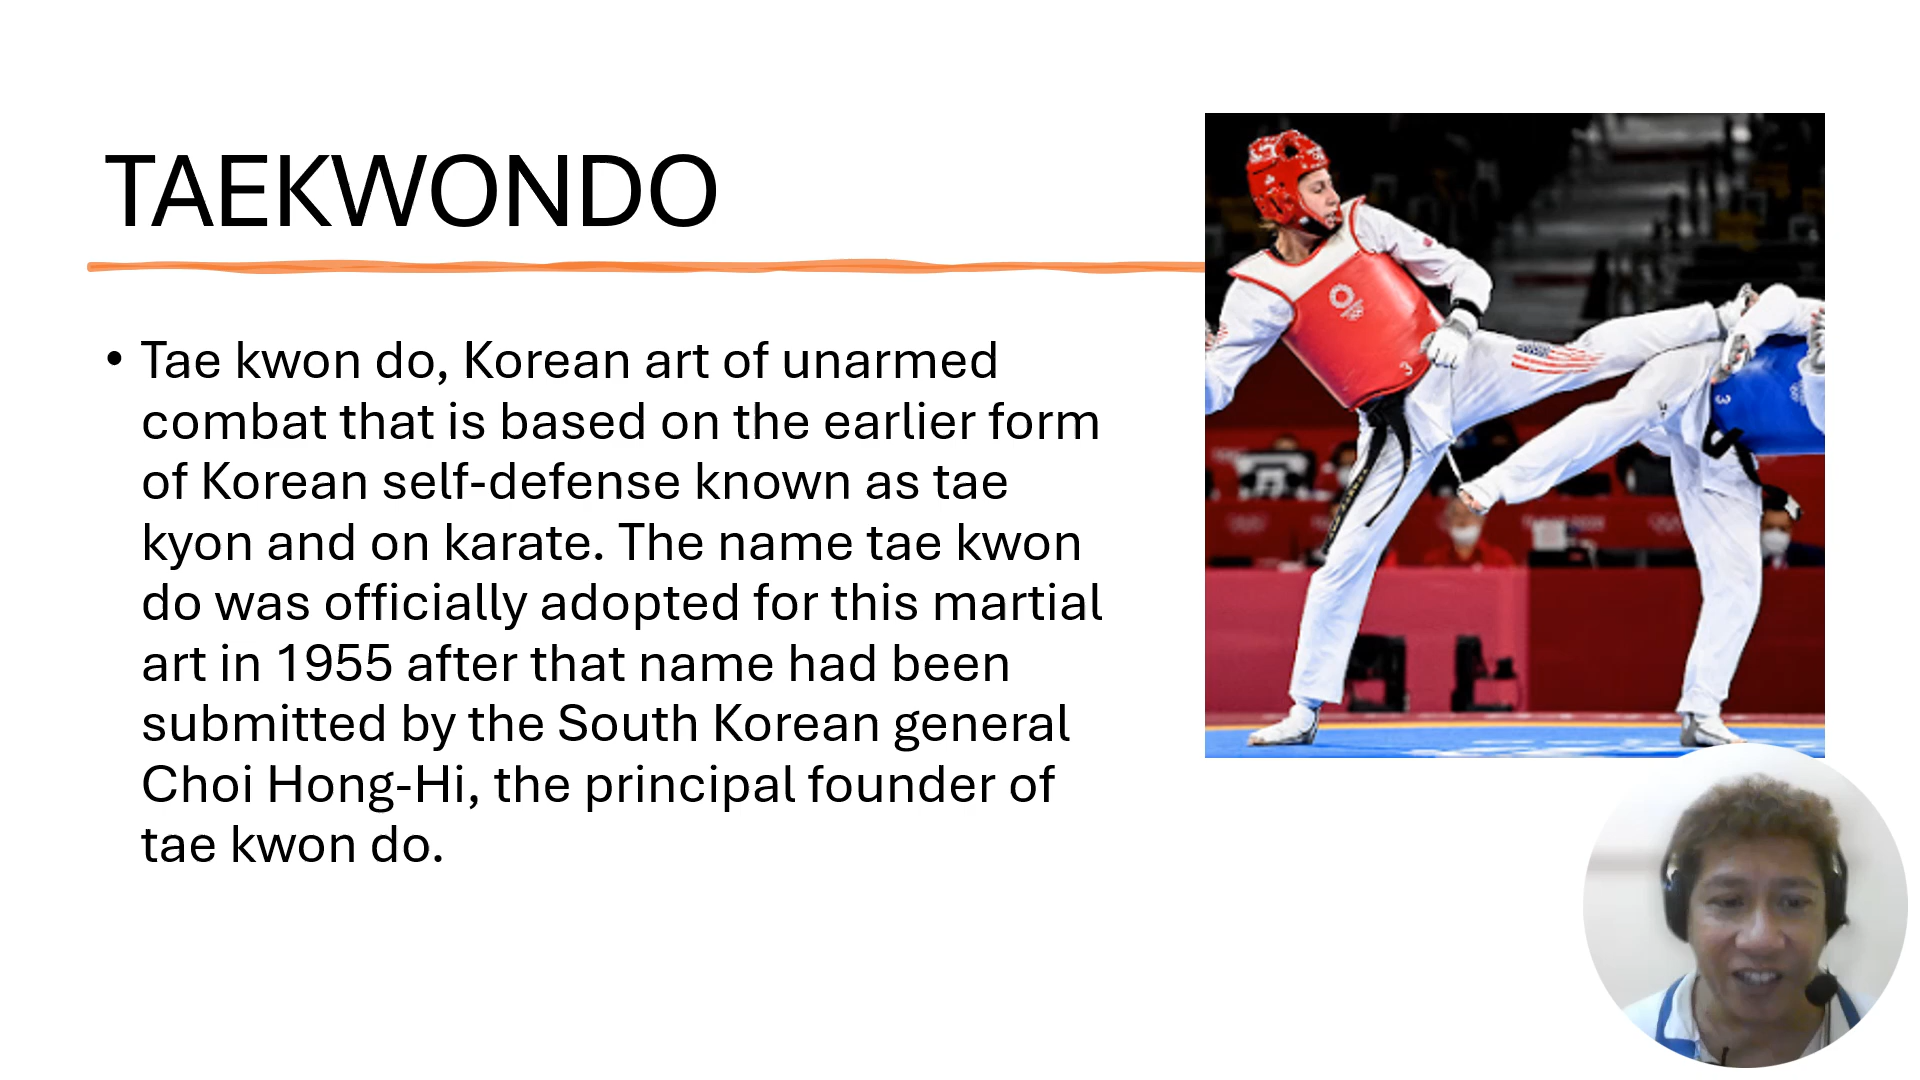 TAEKWONDO
• Tae kwon do, Korean art of unarmed
combat that is based on the earlier form
of Korean self-defense known as tae
kyon and on karate. The name tae kwon
do was officially adopted for this martial
art in 1955 after that name had been
submitted by the South Korean general
Choi Hong-Hi, the principal founder of
tae kwon do.
3
3